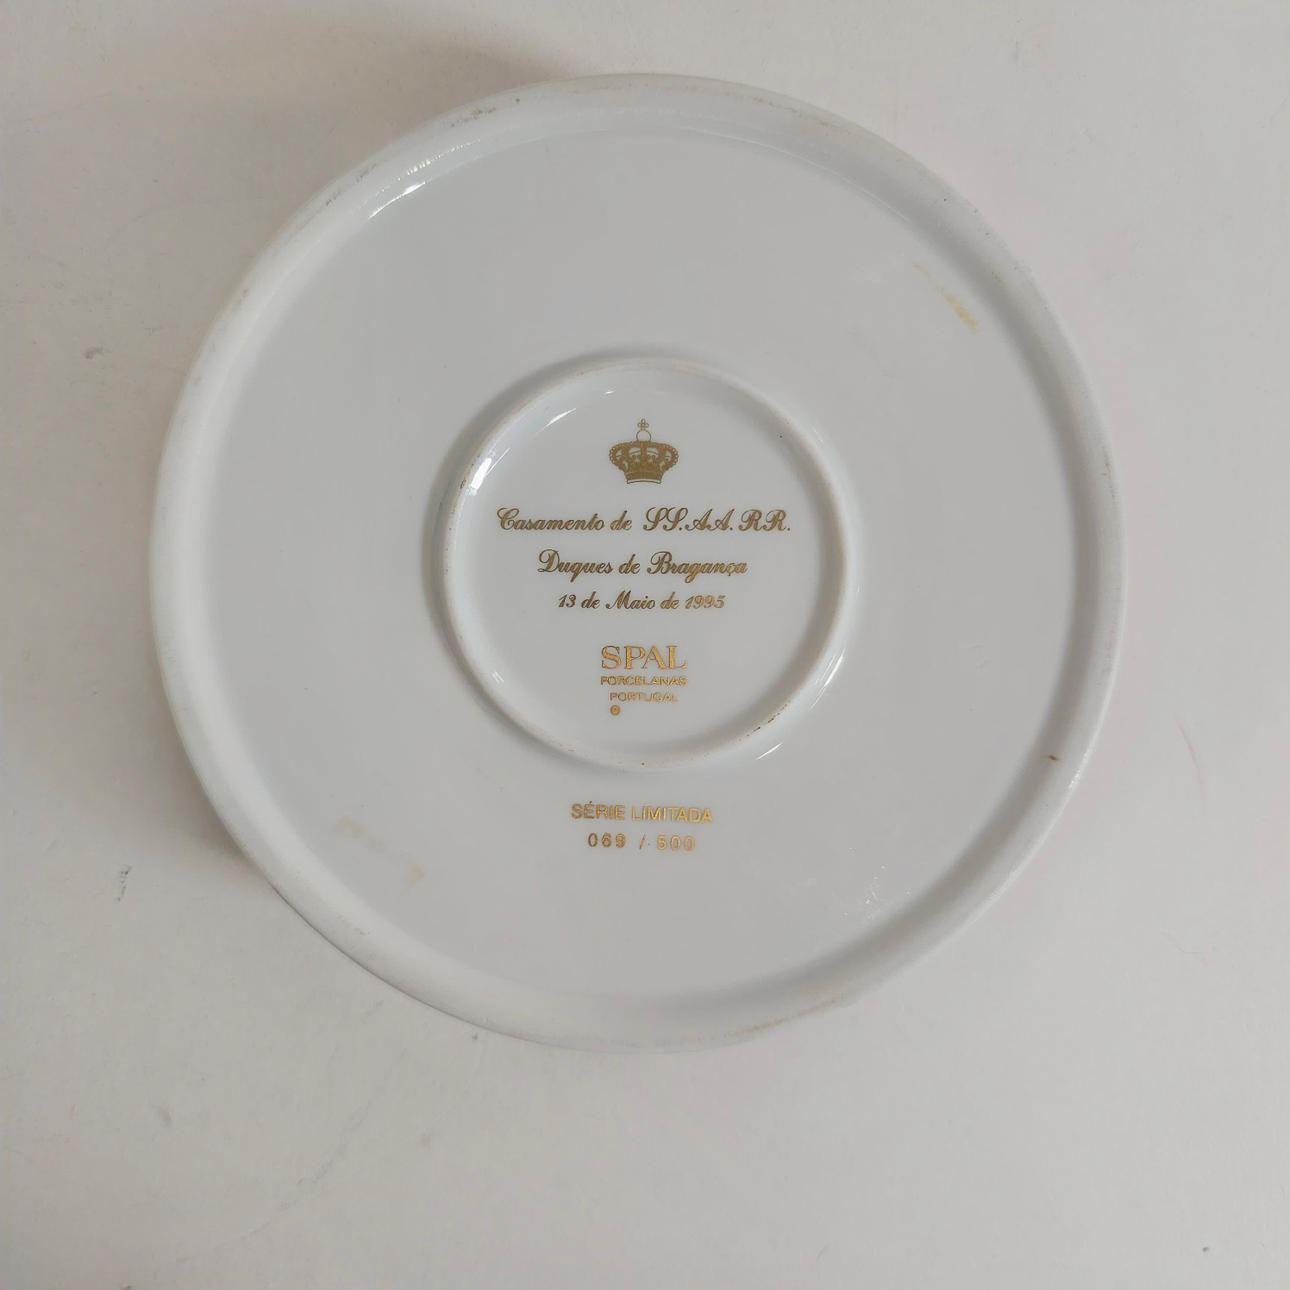 Casamento de SS.AA.RR.
Duques de Bragança
13 de Maio de 1995
SPAL
PORCELANAS
PORTUGAL
SÉRIE LIMITADA
069 / 500